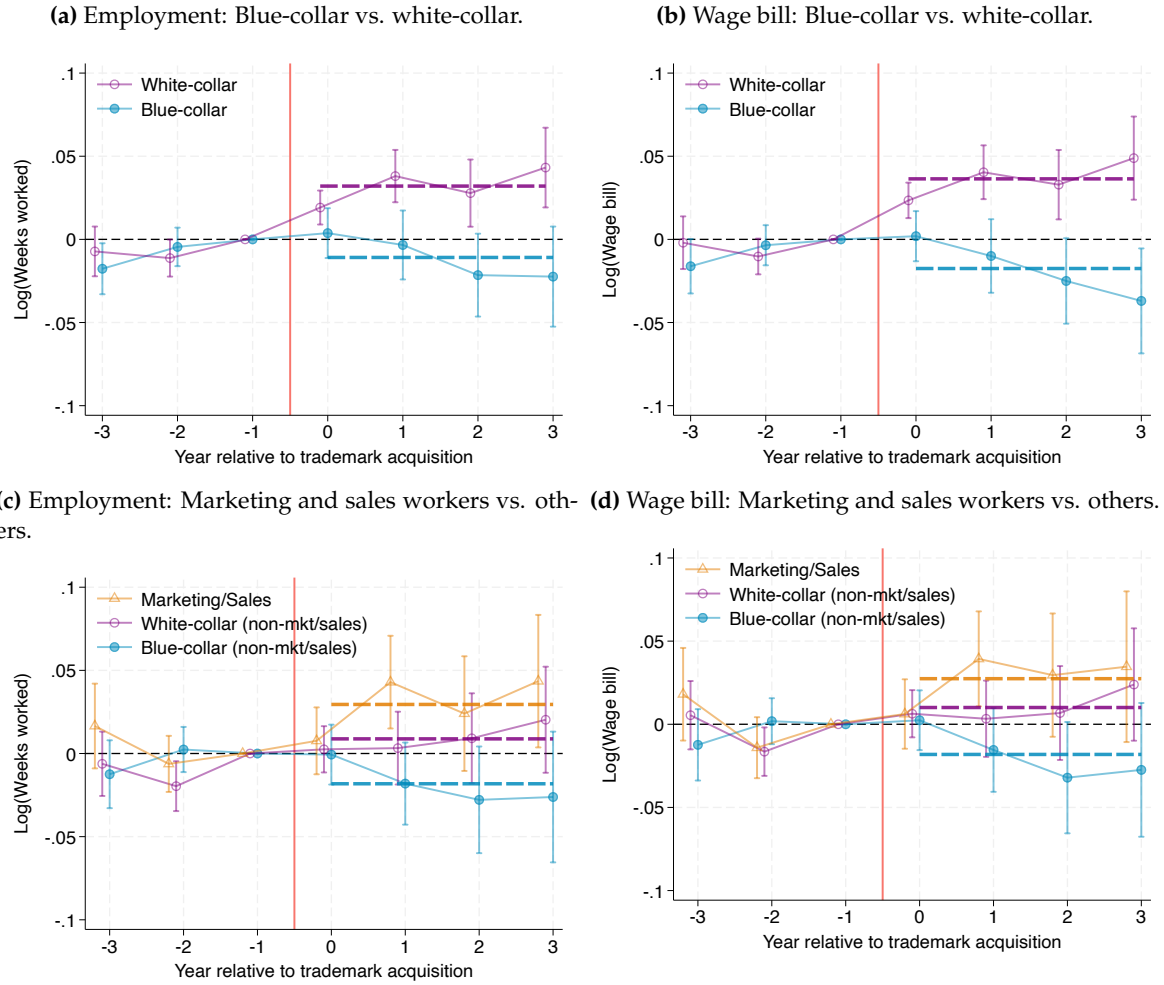 (a) Employment: Blue-collar vs. white-collar.
.1
.05
0
-.05
-.1
Log(Weeks worked)
White-collar
Blue-collar
-3 -2 -1 0 1 2 3
Year relative to trademark acquisition
(b) Wage bill: Blue-collar vs. white-collar.
.1
.05
0
-.05
-.1
Log(Wage bill)
White-collar
Blue-collar
-3 -2 -1 0 1 2 3
Year relative to trademark acquisition
(c) Employment: Marketing and sales workers vs. oth-
ers.
.1
.05
0
-.05
-.1
Log(Weeks worked)
Marketing/Sales
White-collar (non-mkt/sales)
Blue-collar (non-mkt/sales)
-3 -2 -1 0 1 2 3
Year relative to trademark acquisition
(d) Wage bill: Marketing and sales workers vs. others.
.1
.05
0
-.05
-.1
Log(Wage bill)
Marketing/Sales
White-collar (non-mkt/sales)
Blue-collar (non-mkt/sales)
-3 -2 -1 0 1 2 3
Year relative to trademark acquisition